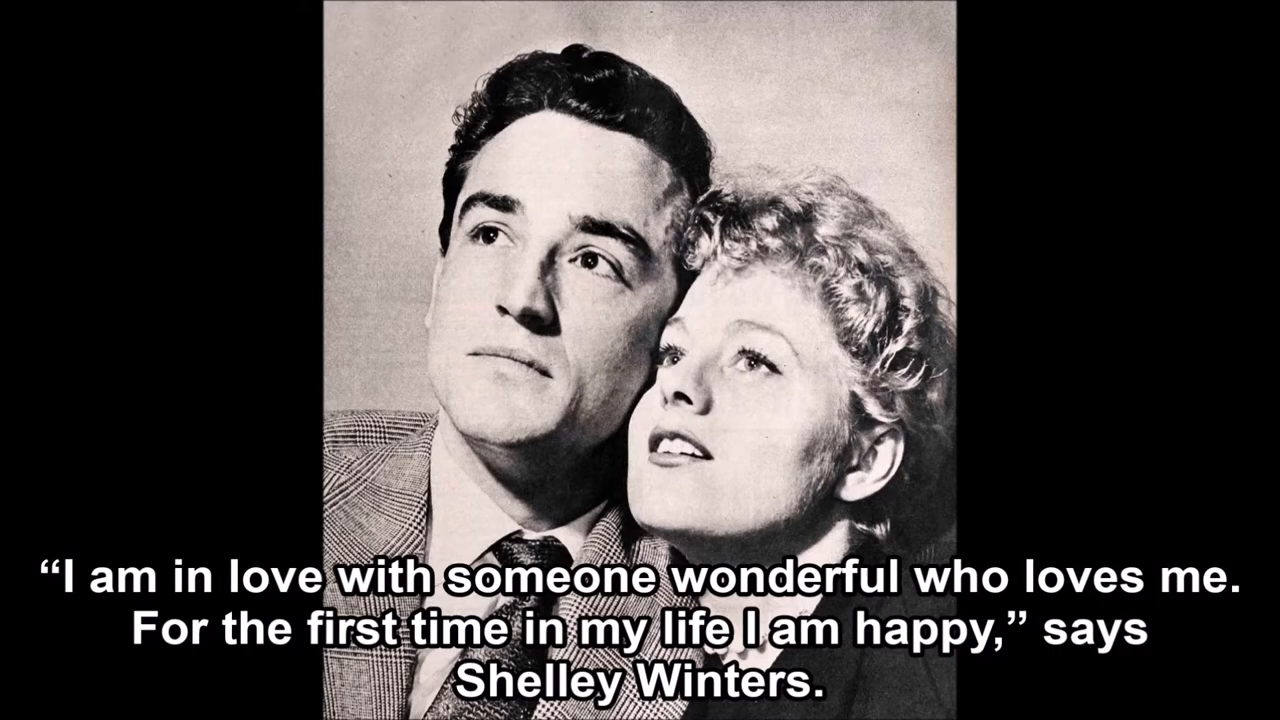 “I am in love with someone wonderful who loves me.
For the first time in my life I am happy,” says
Shelley Winters.